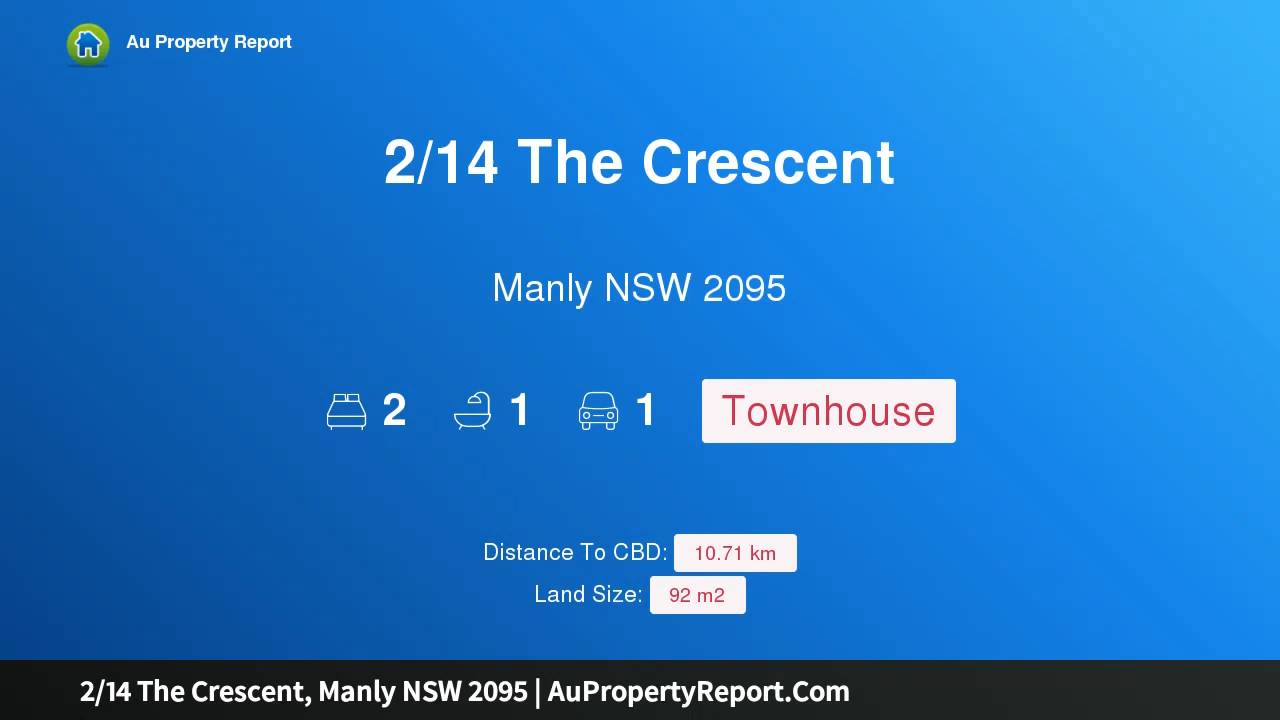 Au Property Report
2/14 The Crescent
Manly NSW 2095
2 1 1 Townhouse
Distance To CBD: 10.71 km
Land Size: 92 m2
2/14 The Crescent, Manly NSW 2095 | AuPropertyReport.Com